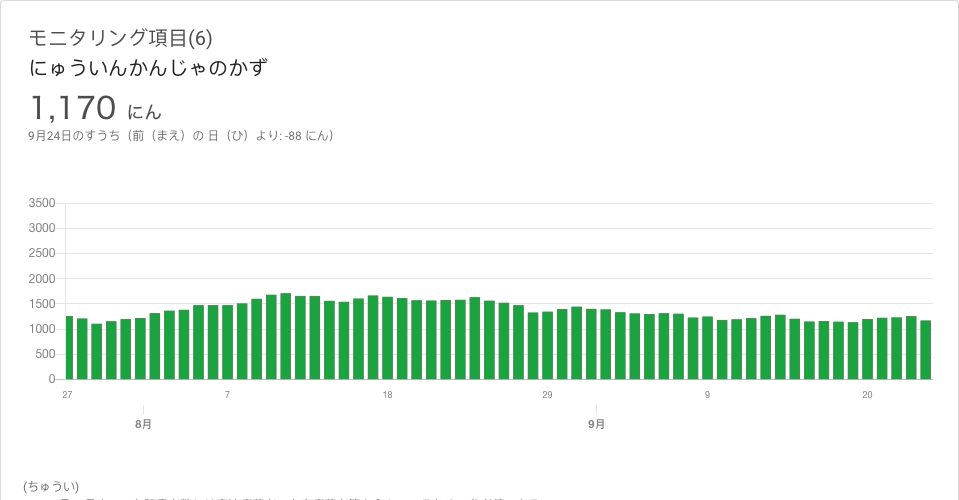 モニタリング項目(6)
にゅういんかんじゃのかず
1,170 にん
9月24日のすうち（前（まえ）の 日（ひ）より: -88 にん）
3500
3000
2500
2000
1500
1000
500
0
27 7 18 29 9 20
8月 9月
(ちゅうい)